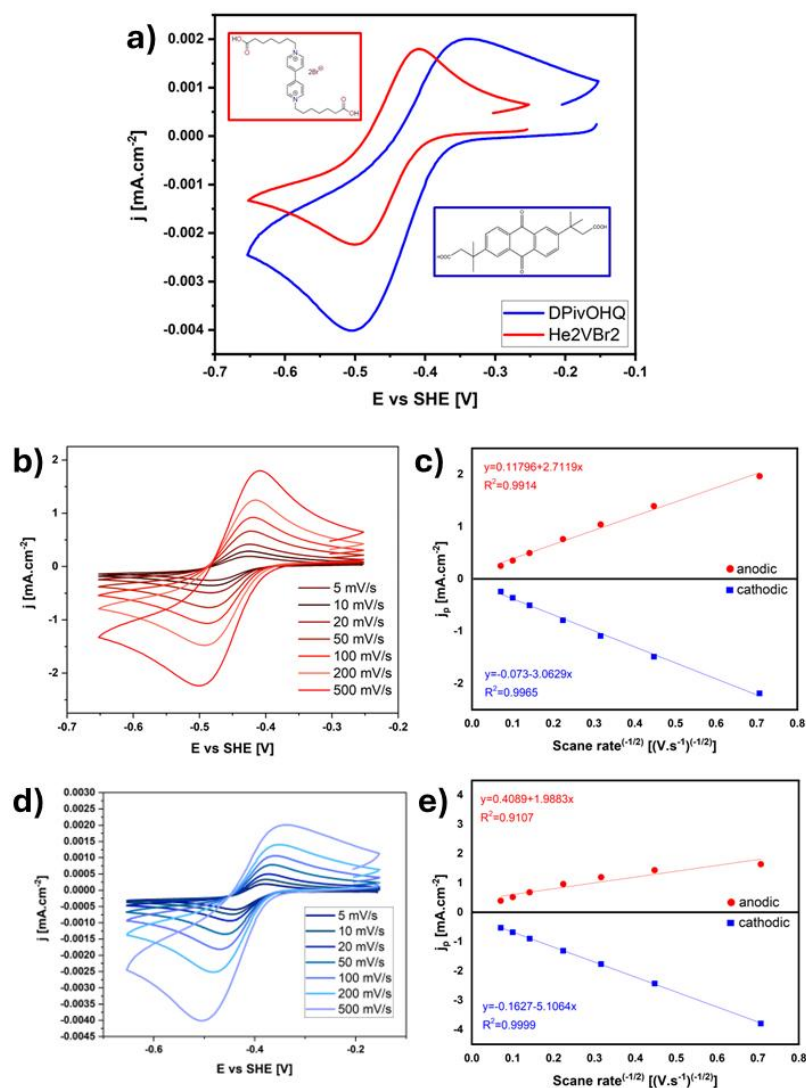 a)
0.002
0.001
0.000
-0.001
-0.002
-0.003
-0.004
j [mA.cm⁻²]
HO
O
N
2Br
N
O
OH
O
COOH
HOOC
O
DPivOHQ
He2VBr2
-0.7 -0.6 -0.5 -0.4 -0.3 -0.2 -0.1
E vs SHE [V]
b)
2
1
0
-1
-2
j [mA.cm⁻²]
5 mV/s
10 mV/s
20 mV/s
50 mV/s
100 mV/s
200 mV/s
500 mV/s
-0.7 -0.6 -0.5 -0.4 -0.3 -0.2
E vs SHE [V]
c)
y=0.11796+2.7119x
R²=0.9914
2
1
0
-1
-2
jₚ [mA.cm⁻²]
anodic
cathodic
y=-0.073-3.0629x
R²=0.9965
0.0 0.1 0.2 0.3 0.4 0.5 0.6 0.7 0.8
Scane rate⁽⁻¹/²⁾ [(V.s⁻¹)⁽⁻¹/²⁾]
d)
0.0030
0.0025
0.0020
0.0015
0.0010
0.0005
0.0000
-0.0005
-0.0010
-0.0015
-0.0020
-0.0025
-0.0030
-0.0035
-0.0040
-0.0045
j [mA.cm⁻²]
5 mV/s
10 mV/s
20 mV/s
50 mV/s
100 mV/s
200 mV/s
500 mV/s
-0.6 -0.4 -0.2
E vs SHE [V]
e)
y=0.4089+1.9883x
R²=0.9107
4
3
2
1
0
-1
-2
-3
-4
jₚ [mA.cm⁻²]
anodic
cathodic
y=-0.1627-5.1064x
R²=0.9999
0.0 0.1 0.2 0.3 0.4 0.5 0.6 0.7 0.8
Scane rate⁽⁻¹/²⁾ [(V.s⁻¹)⁽⁻¹/²⁾]